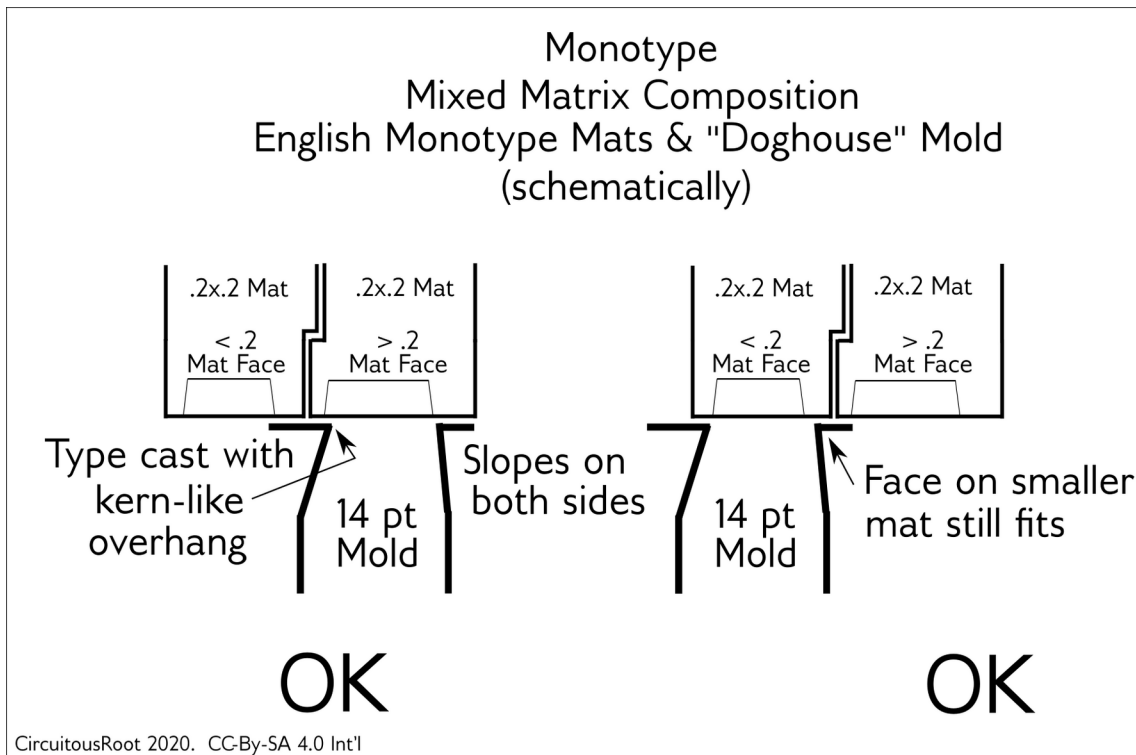 Monotype
Mixed Matrix Composition
English Monotype Mats & "Doghouse" Mold
(schematically)
.2x.2 Mat
< .2
Mat Face
.2x.2 Mat
> .2
Mat Face
.2x.2 Mat
< .2
Mat Face
.2x.2 Mat
> .2
Mat Face
Type cast with
kern-like
overhang
14 pt
Mold
Slopes on
both sides
14 pt
Mold
Face on smaller
mat still fits
OK
OK
CircuitousRoot 2020. CC-By-SA 4.0 Int'l